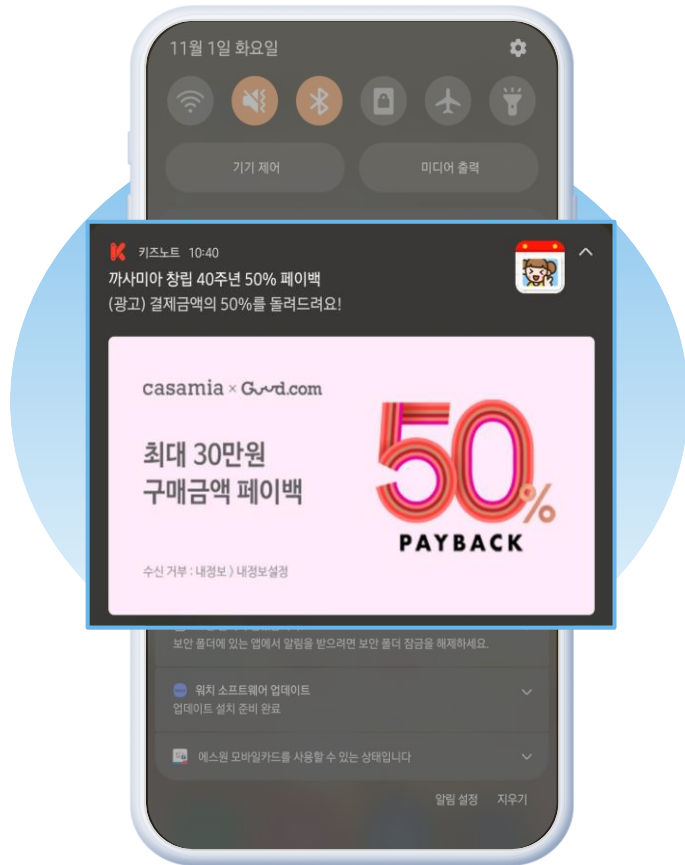 11월 1일 화요일
기기 제어
미디어 출력
키즈노트 10:40
까사미아 창립 40주년 50% 페이백
(광고) 결제금액의 50%를 돌려드려요!
casamia × Guud.com
최대 30만원
구매금액 페이백
50%
PAYBACK
수신 거부 : 내정보 > 내정보설정
보안 폴더에 있는 앱에서 알림을 받으려면 보안 폴더 잠금을 해제하세요.
워치 소프트웨어 업데이트
업데이트 설치 준비 완료
에스원 모바일카드를 사용할 수 있는 상태입니다
알림 설정 지우기